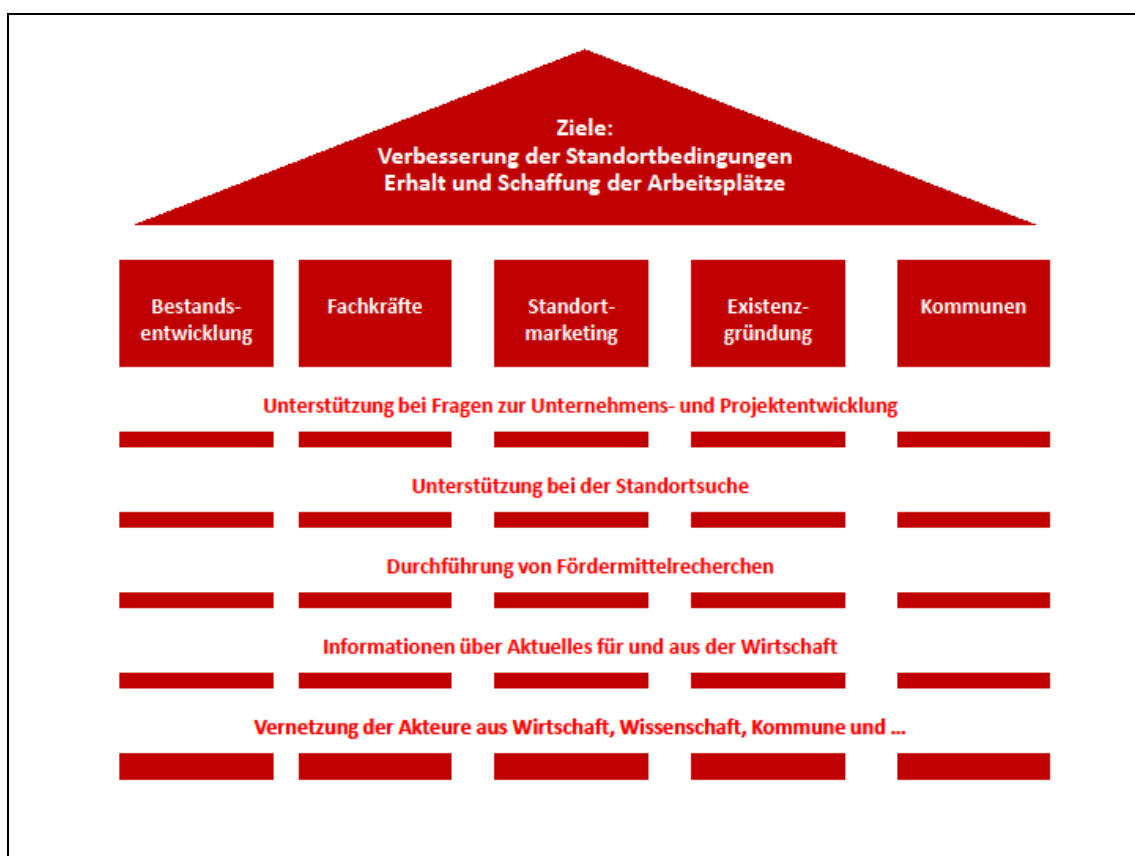 Ziele:
Verbesserung der Standortbedingungen
Erhalt und Schaffung der Arbeitsplätze
Bestands-
entwicklung
Fachkräfte
Standort-
marketing
Existenz-
gründung
Kommunen
Unterstützung bei Fragen zur Unternehmens- und Projektentwicklung
Unterstützung bei der Standortsuche
Durchführung von Fördermittelrecherchen
Informationen über Aktuelles für und aus der Wirtschaft
Vernetzung der Akteure aus Wirtschaft, Wissenschaft, Kommune und ...